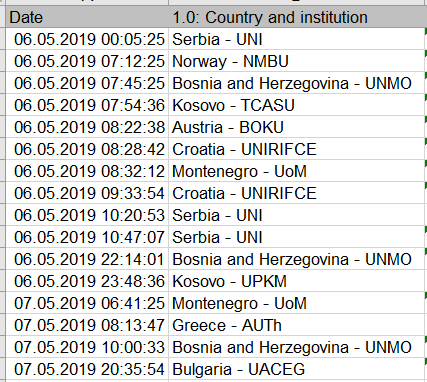 Date 1.0: Country and institution
06.05.2019 00:05:25 Serbia - UNI
06.05.2019 07:12:25 Norway - NMBU
06.05.2019 07:45:25 Bosnia and Herzegovina - UNMO
06.05.2019 07:54:36 Kosovo - TCASU
06.05.2019 08:22:38 Austria - BOKU
06.05.2019 08:28:42 Croatia - UNIRIFCE
06.05.2019 08:32:12 Montenegro - UoM
06.05.2019 09:33:54 Croatia - UNIRIFCE
06.05.2019 10:20:53 Serbia - UNI
06.05.2019 10:47:07 Serbia - UNI
06.05.2019 22:14:01 Bosnia and Herzegovina - UNMO
06.05.2019 23:48:36 Kosovo - UPKM
07.05.2019 06:41:25 Montenegro - UoM
07.05.2019 08:13:47 Greece - AUTh
07.05.2019 10:00:33 Bosnia and Herzegovina - UNMO
07.05.2019 20:35:54 Bulgaria - UACEG